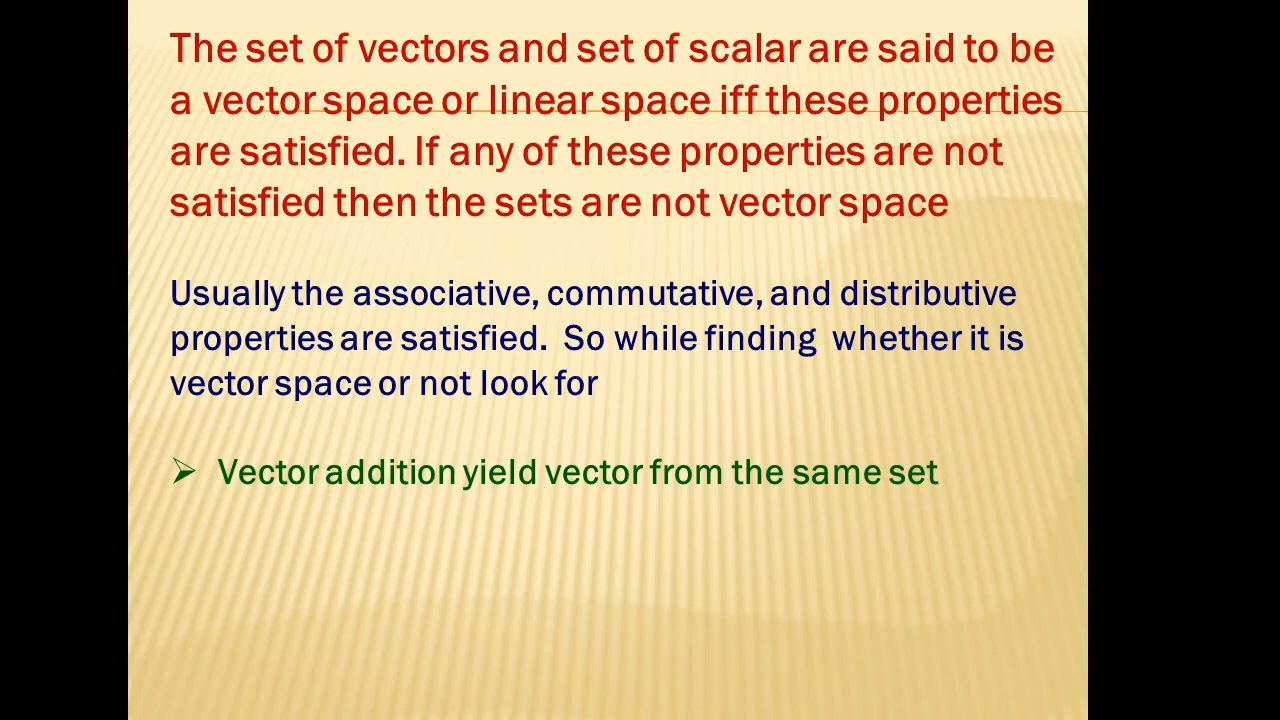 The set of vectors and set of scalar are said to be
a vector space or linear space iff these properties
are satisfied. If any of these properties are not
satisfied then the sets are not vector space
Usually the associative, commutative, and distributive
properties are satisfied. So while finding whether it is
vector space or not look for
➢ Vector addition yield vector from the same set